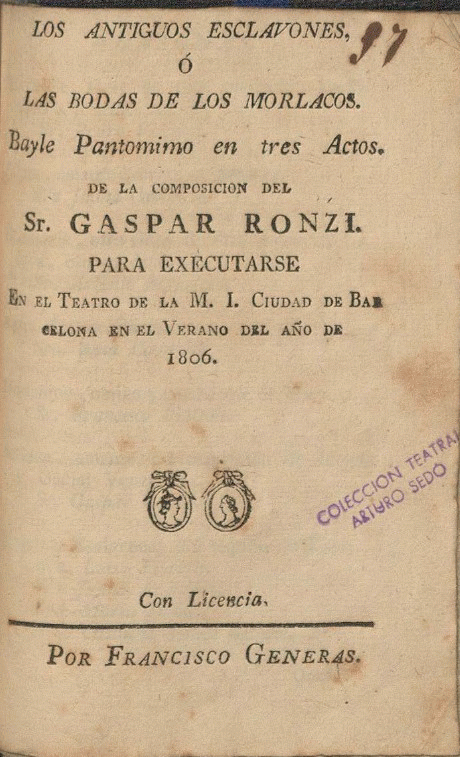 LOS ANTIGUOS ESCLAVONES,
97
Ó
LAS BODAS DE LOS MORLACOS.
Bayle Pantomimo en tres Actos.
DE LA COMPOSICION DEL
Sr. GASPAR RONZI.
PARA EXECUTARSE
EN EL TEATRO DE LA M. I. CIUDAD DE BAR
CELONA EN EL VERANO DEL AÑO DE
1806.
COLECCION TEATRAL
ARTURO SEDÓ
Con Licencia,
POR FRANCISCO GENERAS.